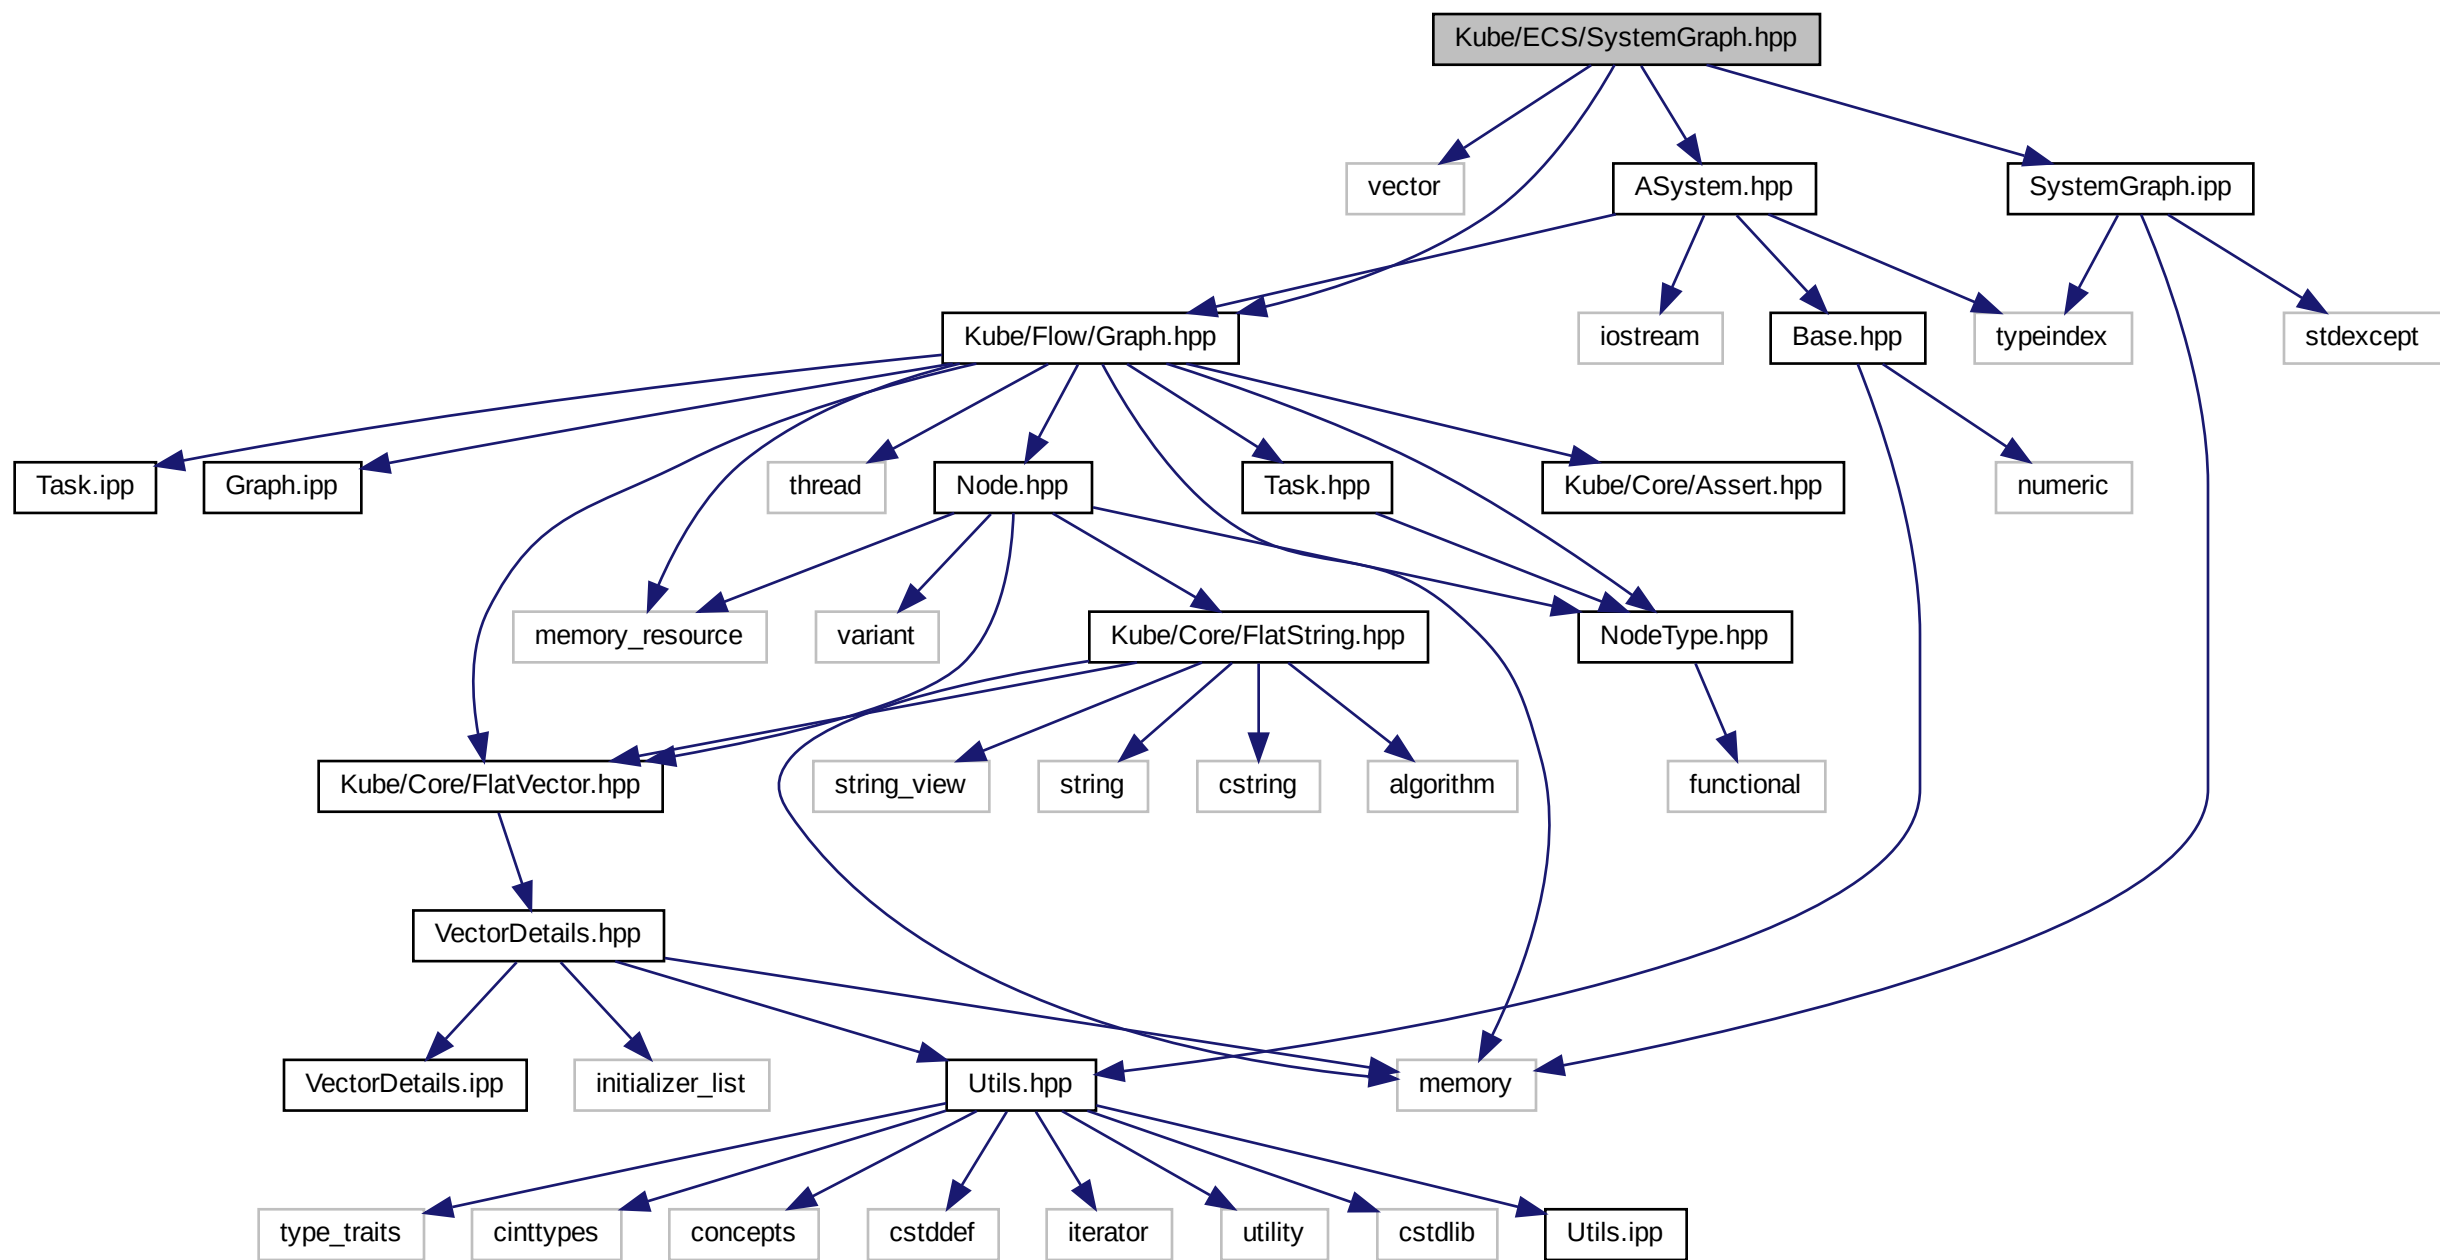 Kube/ECS/SystemGraph.hpp
vector
ASystem.hpp
SystemGraph.ipp
Kube/Flow/Graph.hpp
iostream
Base.hpp
typeindex
stdexcept
Task.ipp
Graph.ipp
thread
Node.hpp
Task.hpp
Kube/Core/Assert.hpp
numeric
memory_resource
variant
Kube/Core/FlatString.hpp
NodeType.hpp
Kube/Core/FlatVector.hpp
string_view
string
cstring
algorithm
functional
VectorDetails.hpp
VectorDetails.ipp
initializer_list
Utils.hpp
memory
type_traits
cinttypes
concepts
cstddef
iterator
utility
cstdlib
Utils.ipp